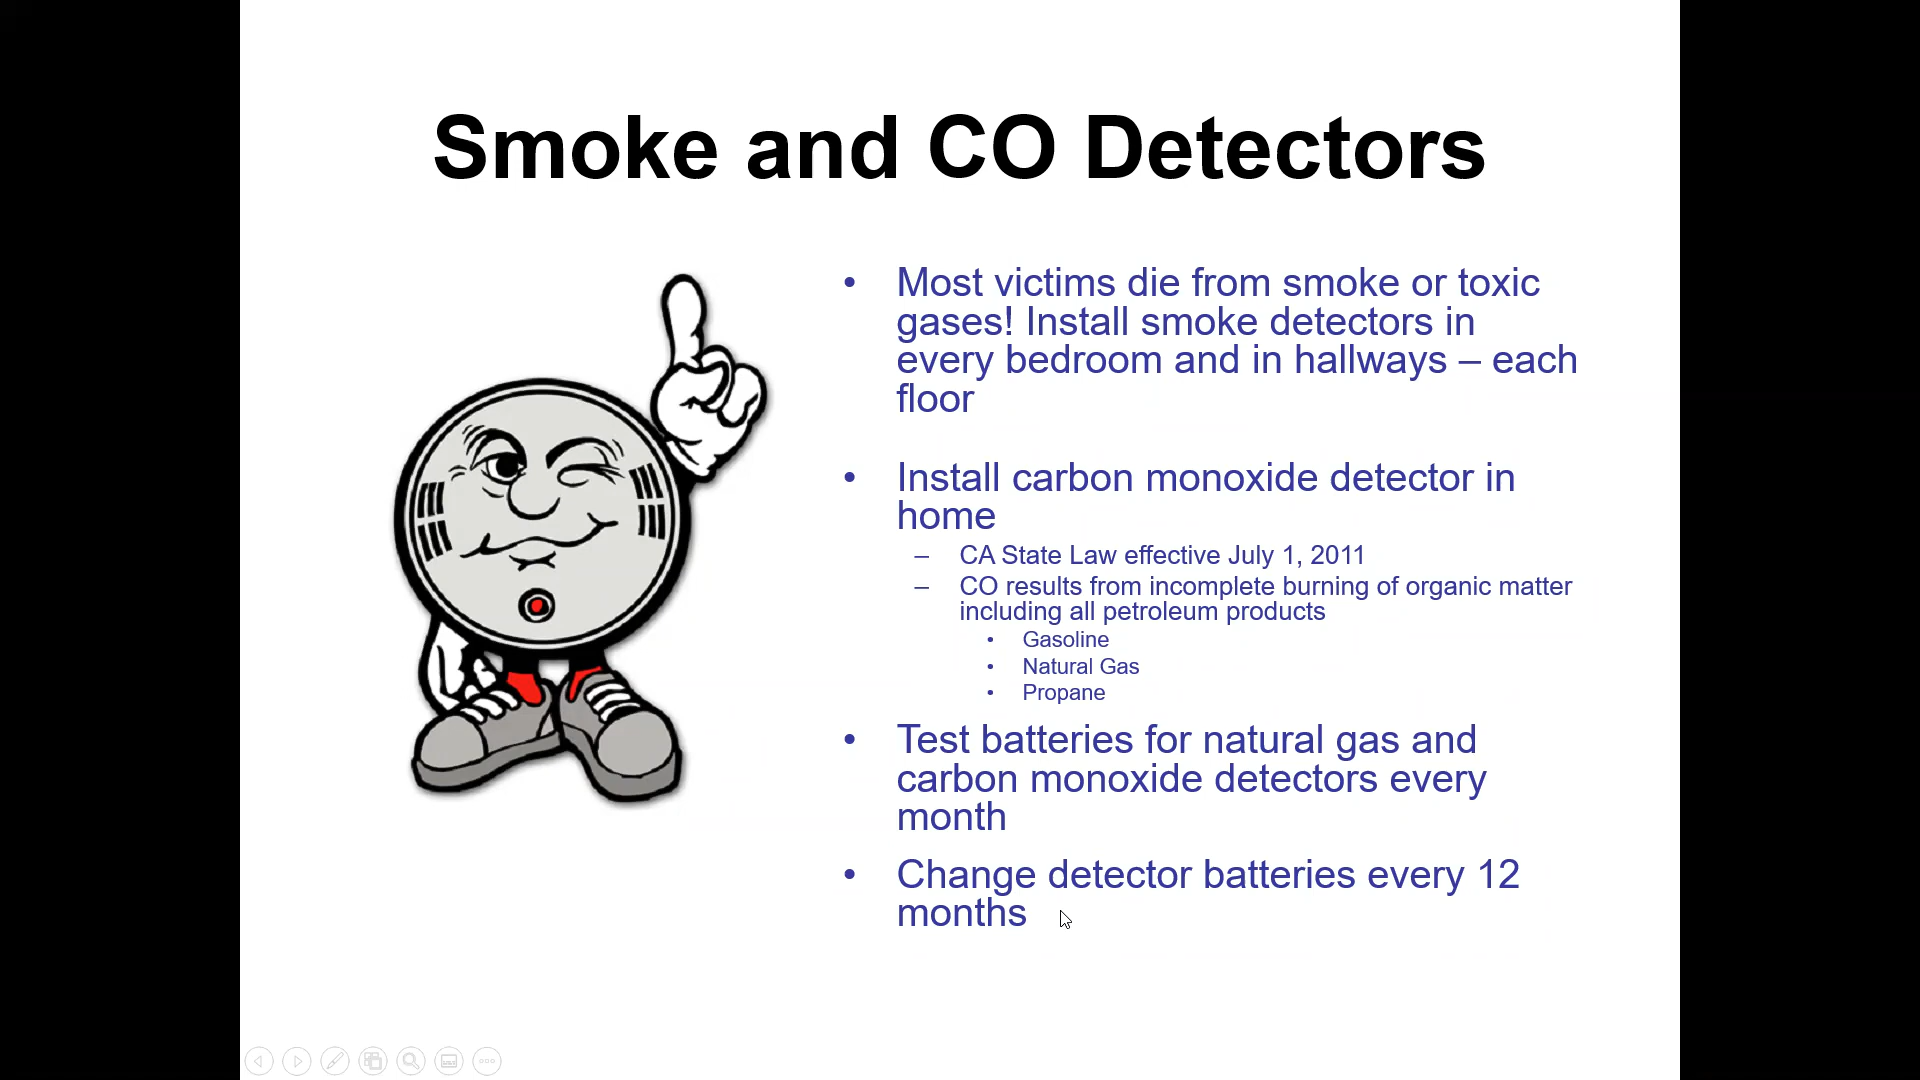 Smoke and CO Detectors
• Most victims die from smoke or toxic
gases! Install smoke detectors in
every bedroom and in hallways – each
floor
• Install carbon monoxide detector in
home
– CA State Law effective July 1, 2011
– CO results from incomplete burning of organic matter
including all petroleum products
• Gasoline
• Natural Gas
• Propane
• Test batteries for natural gas and
carbon monoxide detectors every
month
• Change detector batteries every 12
months